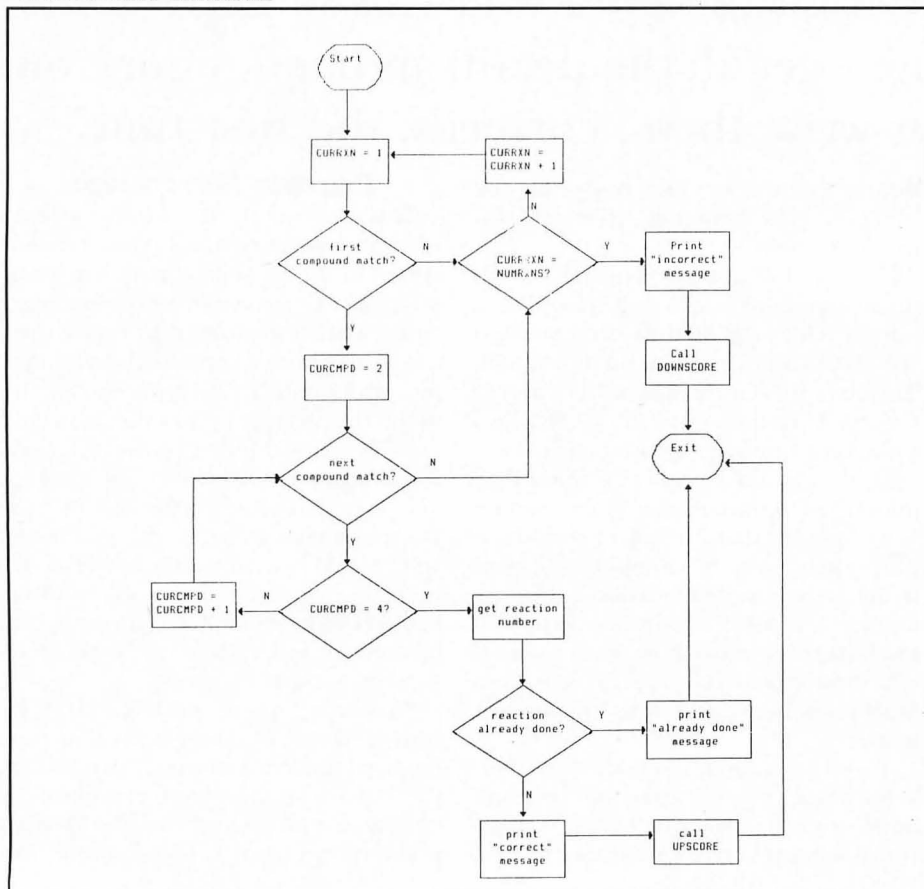 Start
CURRXN = 1
CURRXN =
CURRXN + 1
N
first
compound match?
N
CURRXN =
NUMRXNS?
Y
Print
"incorrect"
message
Y
CURCMPD = 2
Call
DOWNSCORE
next
compound match?
N
Exit
Y
CURCMPD =
CURCMPD + 1
N
CURCMPD = 4?
Y
get reaction
number
reaction
already done?
Y
print
"already done"
message
N
print
"correct"
message
call
UPSCORE